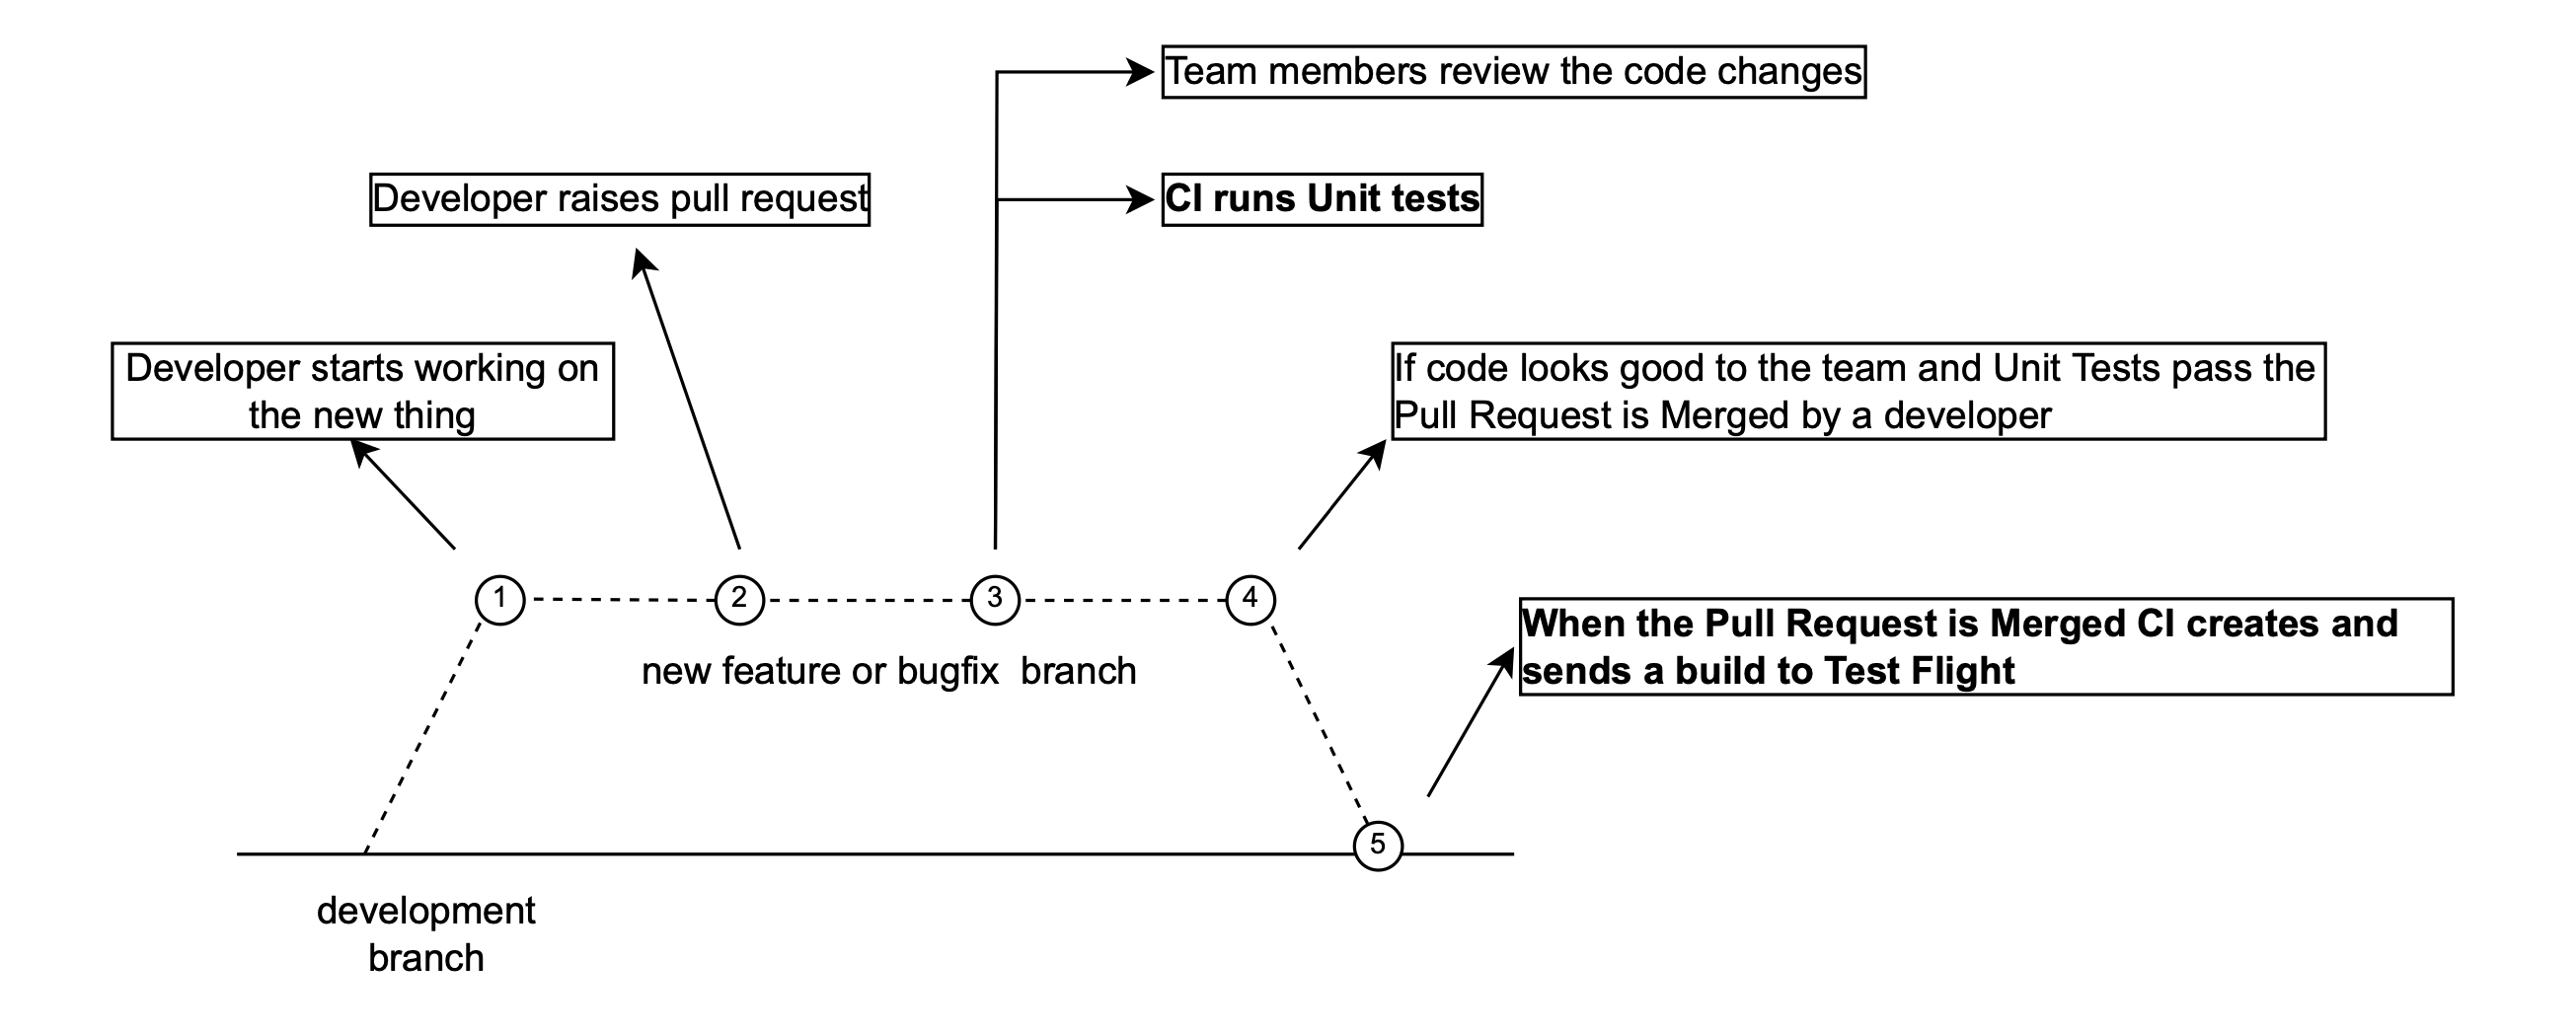 Team members review the code changes
Developer raises pull request
CI runs Unit tests
Developer starts working on
the new thing
If code looks good to the team and Unit Tests pass the
Pull Request is Merged by a developer
1
2
3
4
When the Pull Request is Merged CI creates and
sends a build to Test Flight
new feature or bugfix  branch
5
development
branch